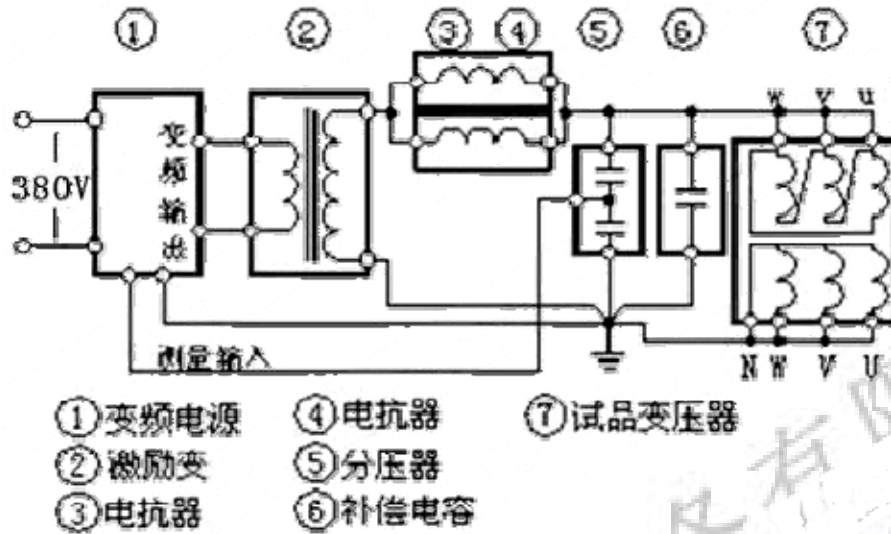 ① ② ③ ④ ⑤ ⑥ ⑦
W V u
变频输出
380V
测量输入
N W V U
①变频电源 ④电抗器 ⑦试品变压器
②激励变 ⑤分压器
③电抗器 ⑥补偿电容
有限